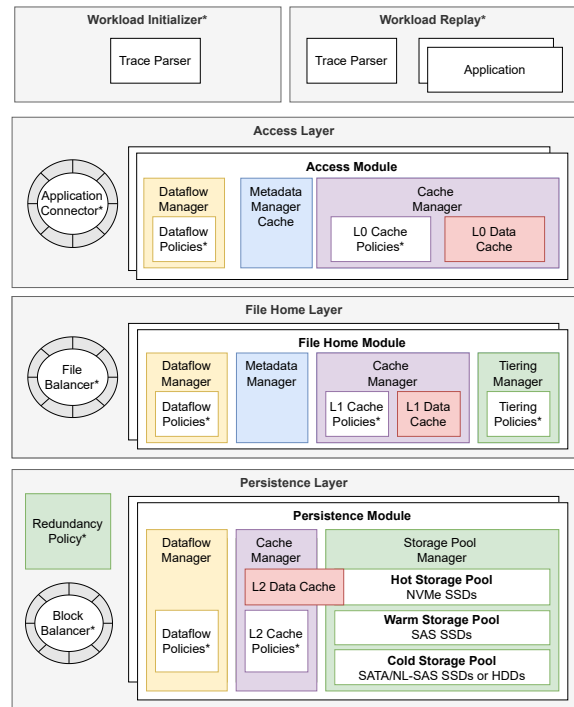 Workload Initializer*
Trace Parser
Workload Replay*
Trace Parser
Application
Access Layer
Application
Connector*
Access Module
Dataflow
Manager
Dataflow
Policies*
Metadata
Manager
Cache
Cache
Manager
L0 Cache
Policies*
L0 Data
Cache
File Home Layer
File
Balancer*
File Home Module
Dataflow
Manager
Dataflow
Policies*
Metadata
Manager
Cache
Manager
L1 Cache
Policies*
L1 Data
Cache
Tiering
Manager
Tiering
Policies*
Persistence Layer
Redundancy
Policy*
Block
Balancer*
Persistence Module
Dataflow
Manager
Dataflow
Policies*
Cache
Manager
L2 Data Cache
L2 Cache
Policies*
Storage Pool
Manager
Hot Storage Pool
NVMe SSDs
Warm Storage Pool
SAS SSDs
Cold Storage Pool
SATA/NL-SAS SSDs or HDDs